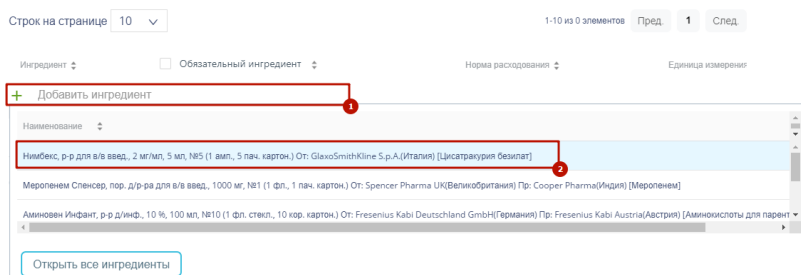 Строк на странице 10
1-10 из 0 элементов Пред. 1 След.
Ингредиент Обязательный ингредиент Норма расходования Единица измерения
+ Добавить ингредиент
1
Наименование
Нимбекс, р-р для в/в введ., 2 мг/мл, 5 мл, №5 (1 амп., 5 пач. картон.) От: GlaxoSmithKline S.p.A.(Италия) [Цисатракурия безилат]
2
Меропенем Спенсер, пор. д/р-ра для в/в введ., 1000 мг, №1 (1 фл., 1 пач. картон.) От: Spencer Pharma UK(Великобритания) Пр: Cooper Pharma(Индия) [Меропенем]
Аминовен Инфант, р-р д/инф., 10 %, 100 мл, №10 (1 фл. стекл., 10 кор. картон.) От: Fresenius Kabi Deutschland GmbH(Германия) Пр: Fresenius Kabi Austria(Австрия) [Аминокислоты для парент
Открыть все ингредиенты